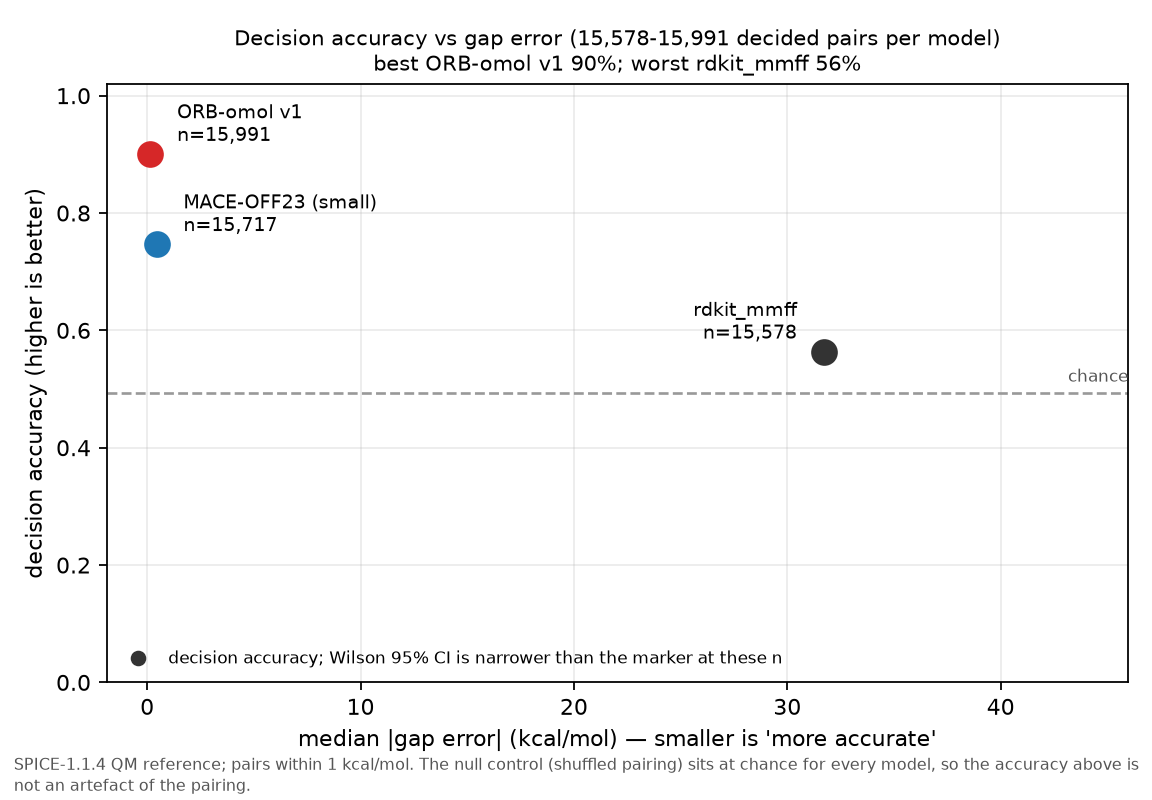 Decision accuracy vs gap error (15,578-15,991 decided pairs per model)
best ORB-omol v1 90%; worst rdkit_mmff 56%
decision accuracy (higher is better)
1.0
0.8
0.6
0.4
0.2
0.0
ORB-omol v1
n=15,991
MACE-OFF23 (small)
n=15,717
rdkit_mmff
n=15,578
chance
decision accuracy; Wilson 95% CI is narrower than the marker at these n
0
10
20
30
40
median |gap error| (kcal/mol) — smaller is 'more accurate'
SPICE-1.1.4 QM reference; pairs within 1 kcal/mol. The null control (shuffled pairing) sits at chance for every model, so the accuracy above is
not an artefact of the pairing.